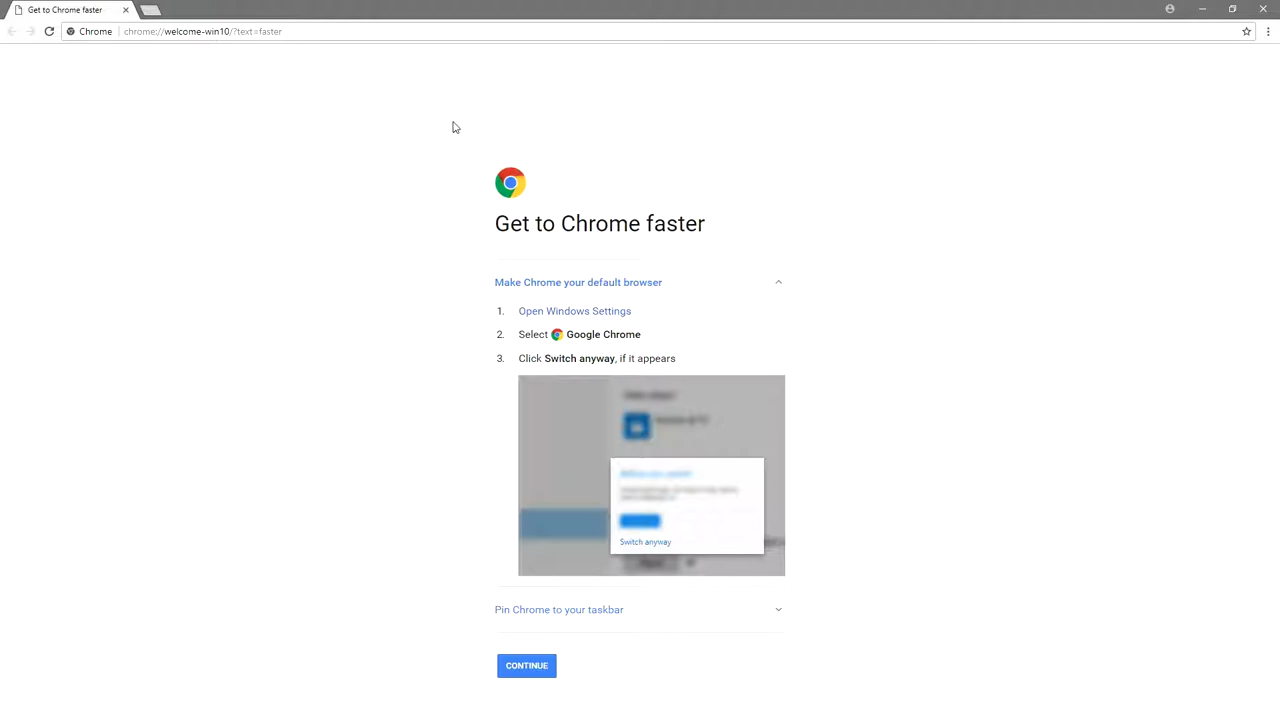 Get to Chrome faster
Chrome chrome://welcome-win10/?text=faster
Get to Chrome faster
Make Chrome your default browser
1. Open Windows Settings
2. Select Google Chrome
3. Click Switch anyway, if it appears
Switch anyway
Pin Chrome to your taskbar
CONTINUE